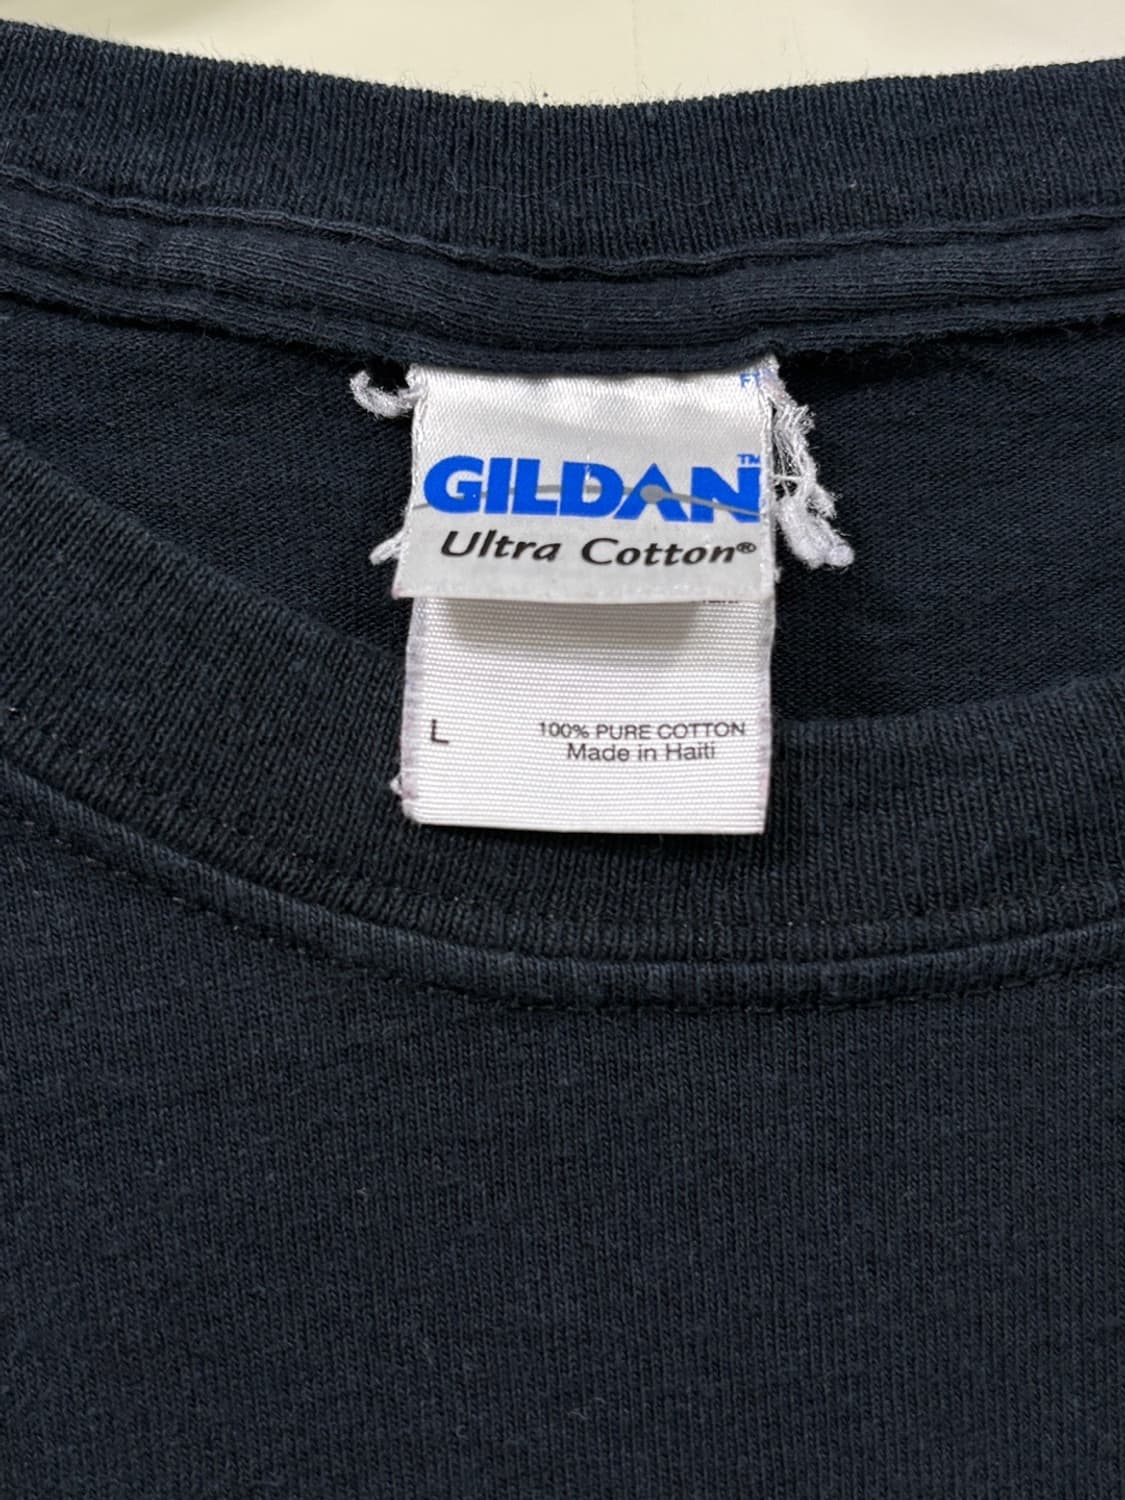 GILDAN™
Ultra Cotton®
L
100% PURE COTTON
Made in Haiti